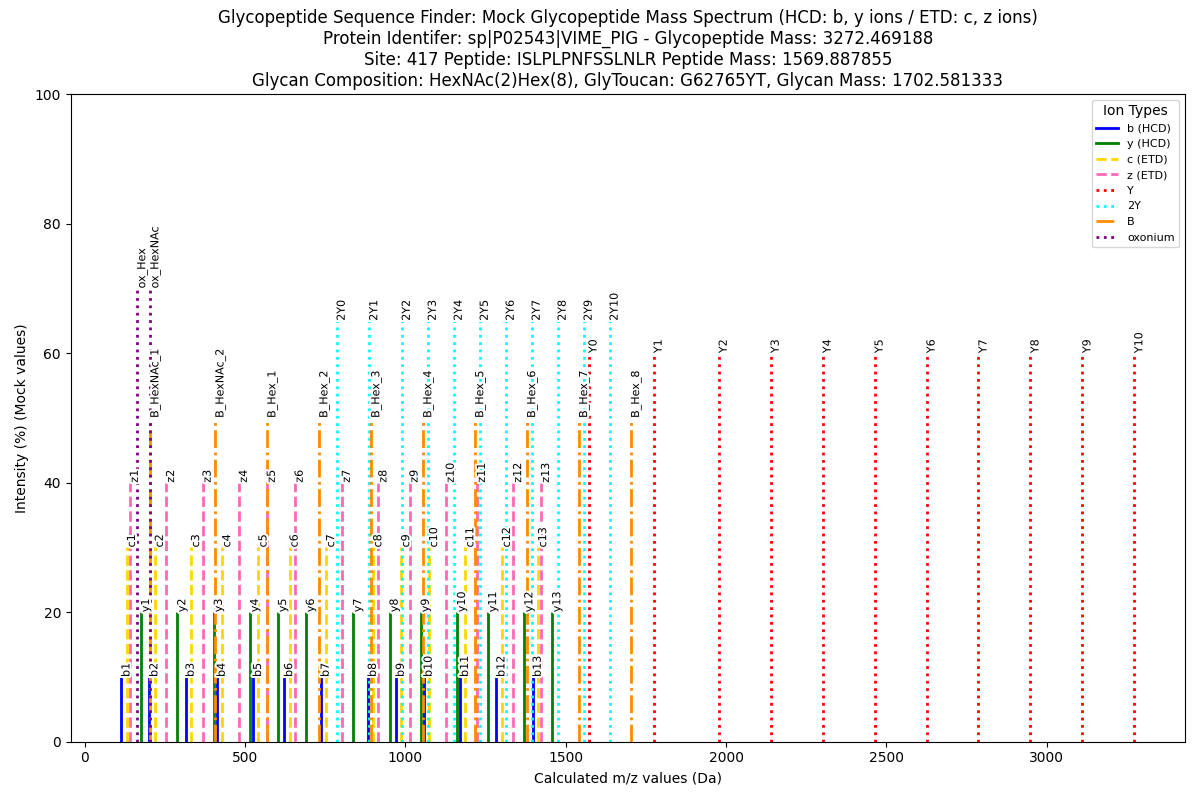 Glycopeptide Sequence Finder: Mock Glycopeptide Mass Spectrum (HCD: b, y ions / ETD: c, z ions)
Protein Identifer: sp|P02543|VIME_PIG - Glycopeptide Mass: 3272.469188
Site: 417 Peptide: ISLPLPNFSSLNLR Peptide Mass: 1569.887855
Glycan Composition: HexNAc(2)Hex(8), GlyToucan: G62765YT, Glycan Mass: 1702.581333
Ion Types
b (HCD)
y (HCD)
c (ETD)
z (ETD)
Y
2Y
B
oxonium
Intensity (%) (Mock values)
100
80
60
40
20
0
ox_Hex
ox_HexNAc
2Y0
2Y1
2Y2
2Y3
2Y4
2Y5
2Y6
2Y7
2Y8
2Y9
2Y10
Y0
Y1
Y2
Y3
Y4
Y5
Y6
Y7
Y8
Y9
Y10
B_HexNAc_1
B_HexNAc_2
B_Hex_1
B_Hex_2
B_Hex_3
B_Hex_4
B_Hex_5
B_Hex_6
B_Hex_7
B_Hex_8
z1
z2
z3
z4
z5
z6
z7
z8
z9
z10
z11
z12
z13
c1
c2
c3
c4
c5
c6
c7
c8
c9
c10
c11
c12
c13
y1
y2
y3
y4
y5
y6
y7
y8
y9
y10
y11
y12
y13
b1
b2
b3
b4
b5
b6
b7
b8
b9
b10
b11
b12
b13
0
500
1000
1500
2000
2500
3000
Calculated m/z values (Da)